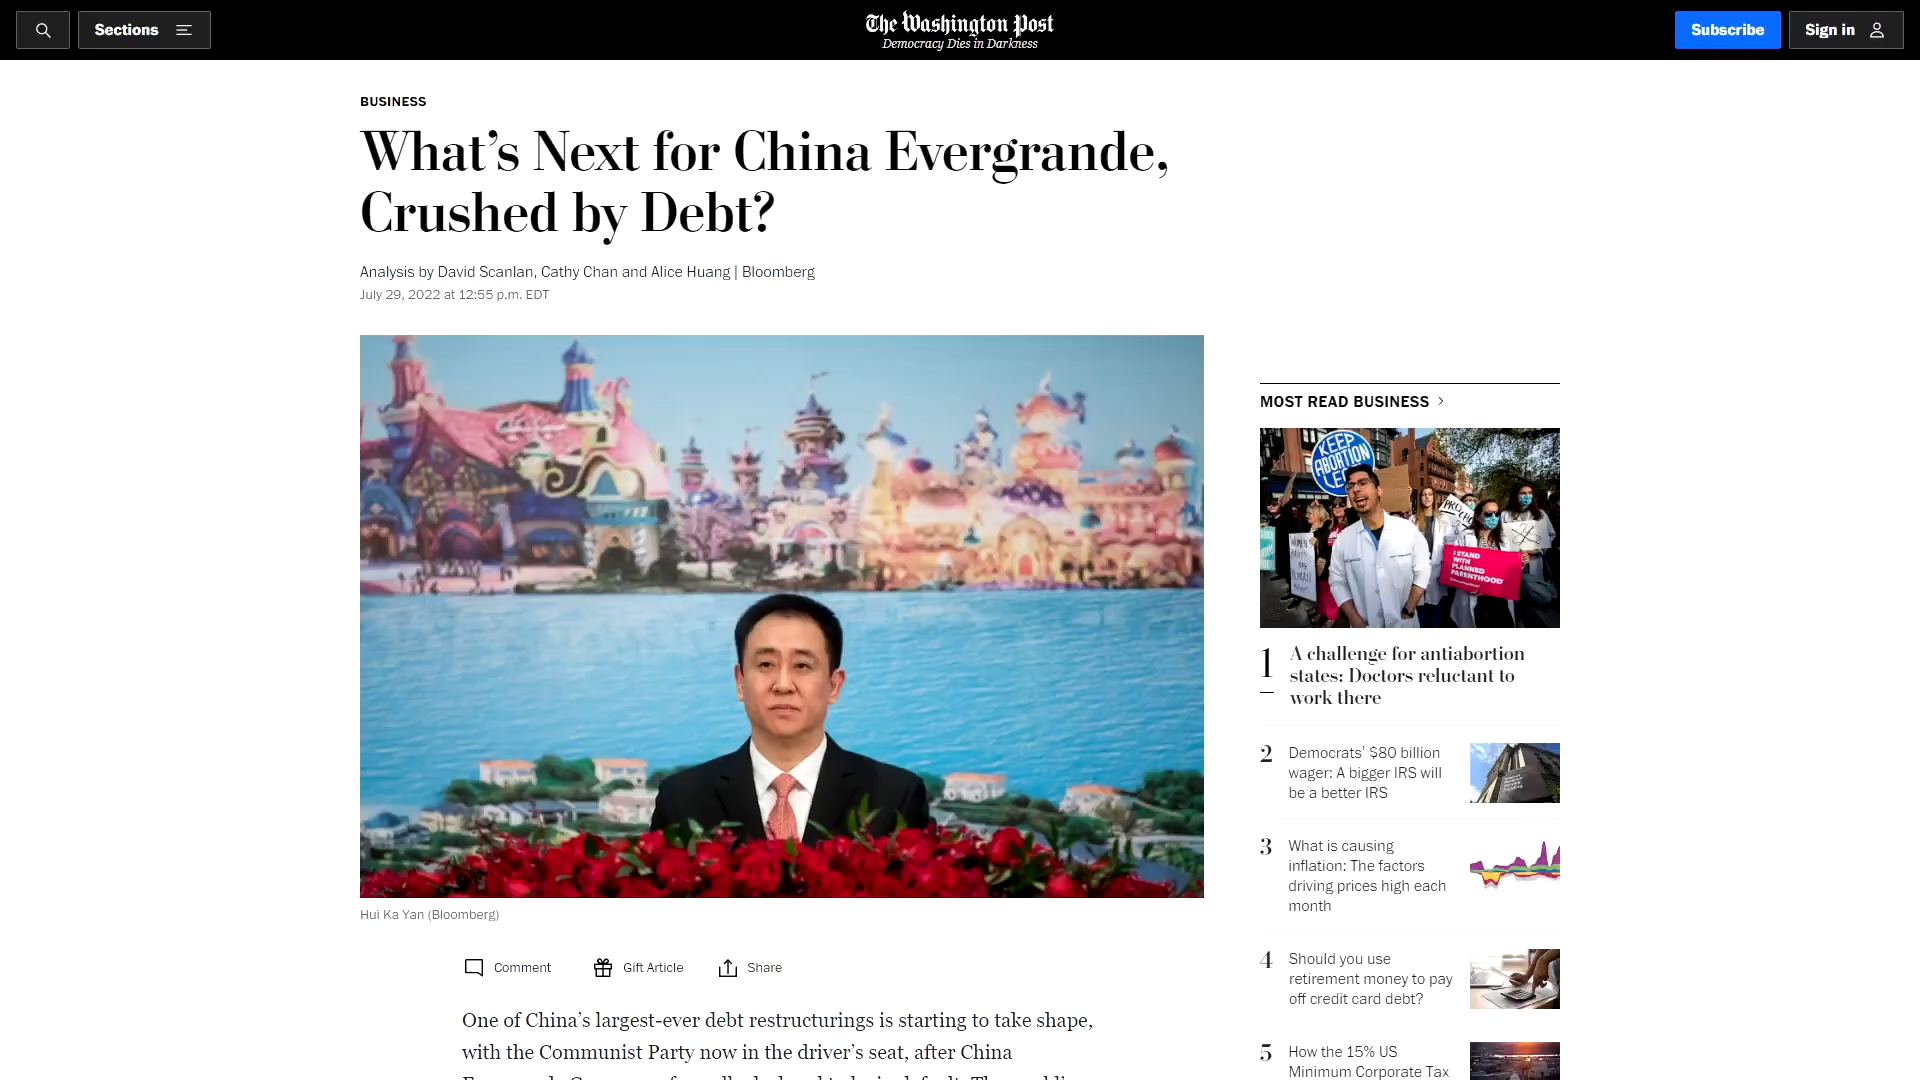 Sections
The Washington Post
Democracy Dies in Darkness
Subscribe
Sign in
BUSINESS
What’s Next for China Evergrande,
Crushed by Debt?
Analysis by David Scanlan, Cathy Chan and Alice Huang | Bloomberg
July 29, 2022 at 12:55 p.m. EDT
Hui Ka Yan (Bloomberg)
Comment
Gift Article
Share
One of China’s largest-ever debt restructurings is starting to take shape,
with the Communist Party now in the driver’s seat, after China
MOST READ BUSINESS
KEEP
ABORTION
I STAND
WITH
PLANNED
PARENTHOOD
1
A challenge for antiabortion
states: Doctors reluctant to
work there
2
Democrats’ $80 billion
wager: A bigger IRS will
be a better IRS
3
What is causing
inflation: The factors
driving prices high each
month
4
Should you use
retirement money to pay
off credit card debt?
5
How the 15% US
Minimum Corporate Tax